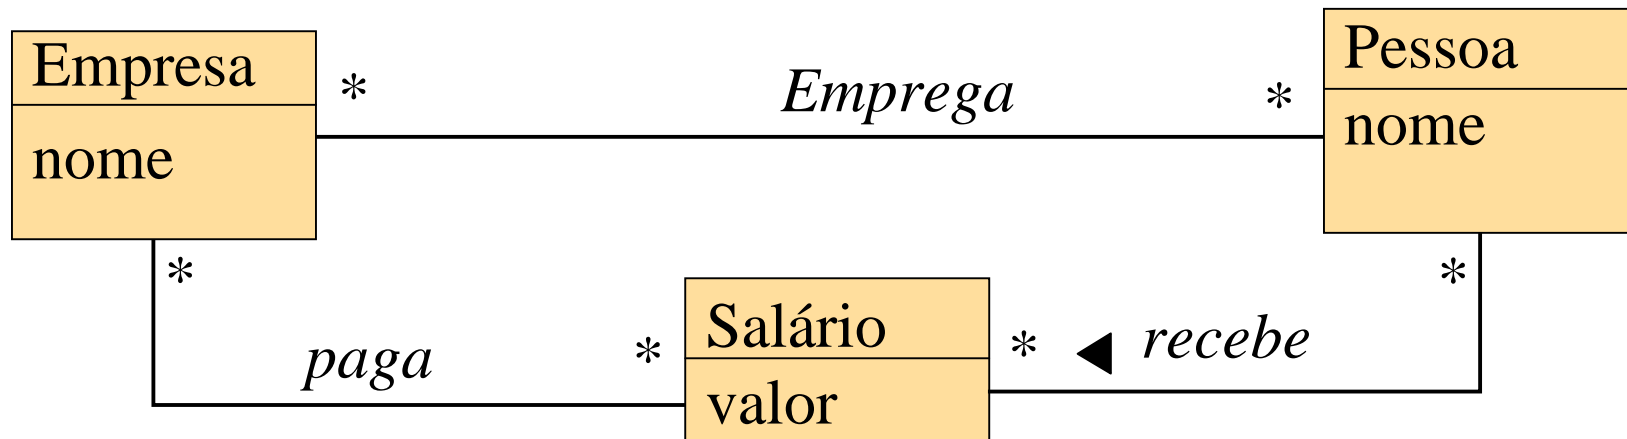 Empresa
nome
*
Emprega
*
Pessoa
nome
*
paga
*
Salário
valor
*
recebe
*